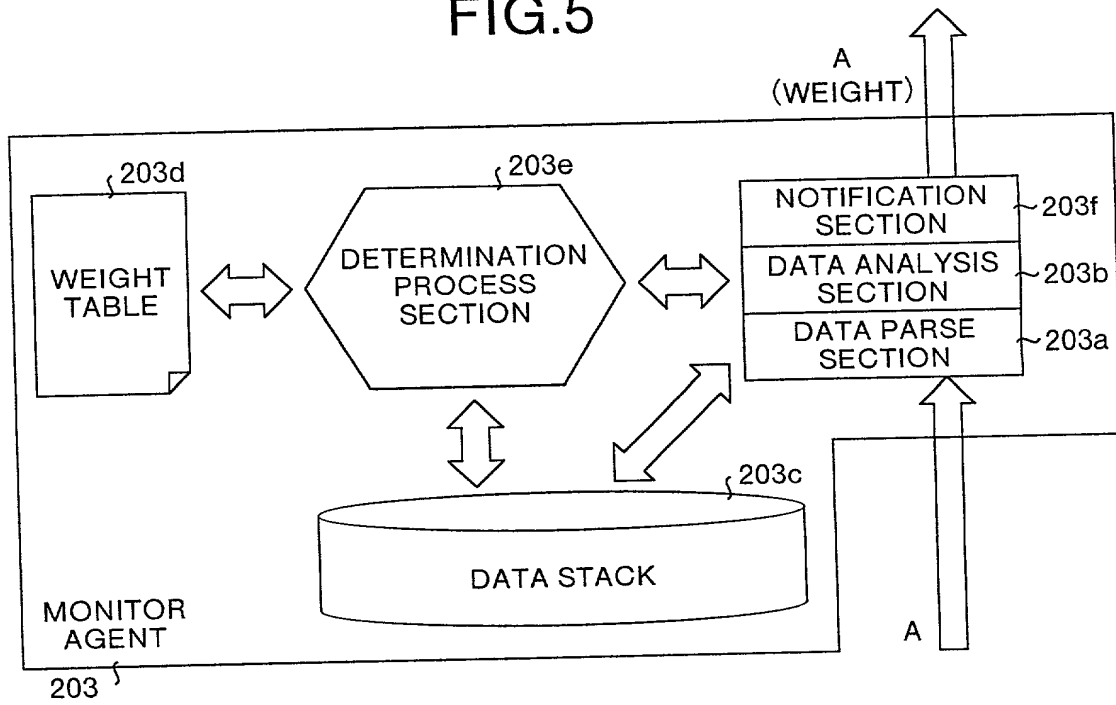 FIG.5
A
(WEIGHT)
203d
203e
WEIGHT
TABLE
DETERMINATION
PROCESS
SECTION
NOTIFICATION
SECTION
203f
DATA ANALYSIS
SECTION
203b
DATA PARSE
SECTION
203a
203c
DATA STACK
MONITOR
AGENT
203
A